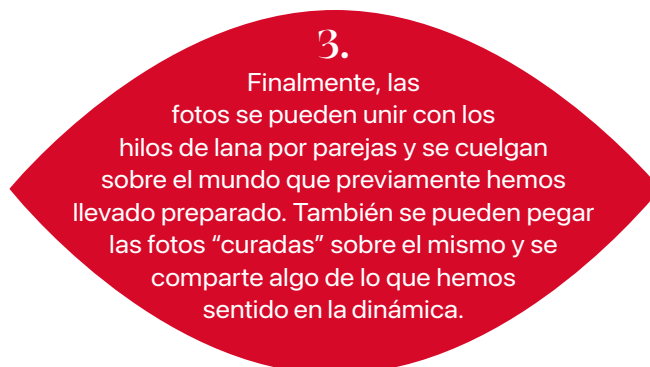 3.
Finalmente, las
fotos se pueden unir con los
hilos de lana por parejas y se cuelgan
sobre el mundo que previamente hemos
llevado preparado. También se pueden pegar
las fotos “curadas” sobre el mismo y se
comparte algo de lo que hemos
sentido en la dinámica.